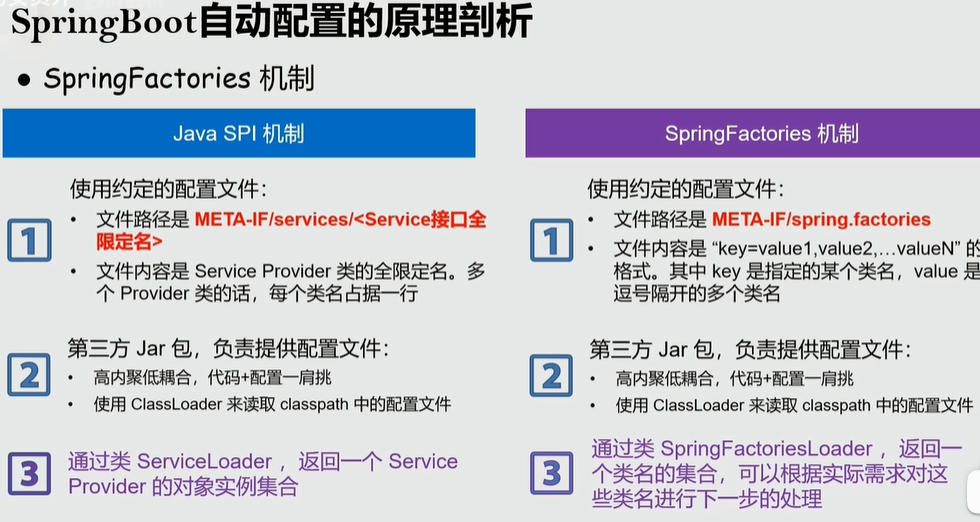 SpringBoot自动配置的原理剖析
● SpringFactories 机制
Java SPI 机制
使用约定的配置文件：
1
• 文件路径是 META-IF/services/<Service接口全
限定名>
• 文件内容是 Service Provider 类的全限定名。多
个 Provider 类的话，每个类名占据一行
第三方 Jar 包，负责提供配置文件：
2
• 高内聚低耦合，代码+配置一肩挑
• 使用 ClassLoader 来读取 classpath 中的配置文件
3
通过类 ServiceLoader ，返回一个 Service
Provider 的对象实例集合
SpringFactories 机制
使用约定的配置文件：
1
• 文件路径是 META-IF/spring.factories
• 文件内容是 “key=value1,value2,…valueN” 的
格式。其中 key 是指定的某个类名，value 是
逗号隔开的多个类名
第三方 Jar 包，负责提供配置文件：
2
• 高内聚低耦合，代码+配置一肩挑
• 使用 ClassLoader 来读取 classpath 中的配置文件
3
通过类 SpringFactoriesLoader ，返回一
个类名的集合，可以根据实际需求对这
些类名进行下一步的处理